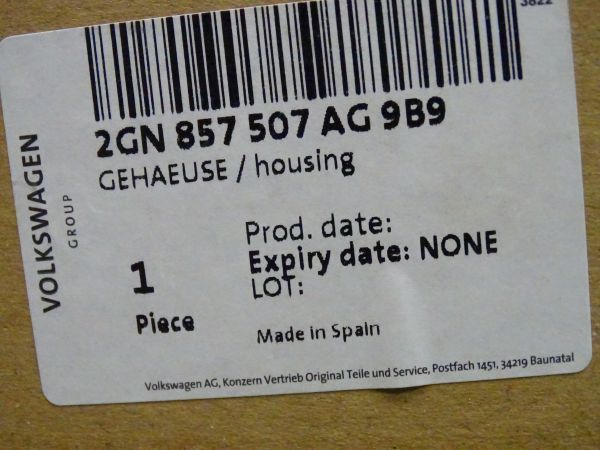 3822
2GN 857 507 AG 9B9
GEHAEUSE / housing
VOLKSWAGEN
GROUP
Prod. date:
Expiry date: NONE
LOT:
1
Piece
Made in Spain
Volkswagen AG, Konzern Vertrieb Original Teile und Service, Postfach 1451, 34219 Baunatal